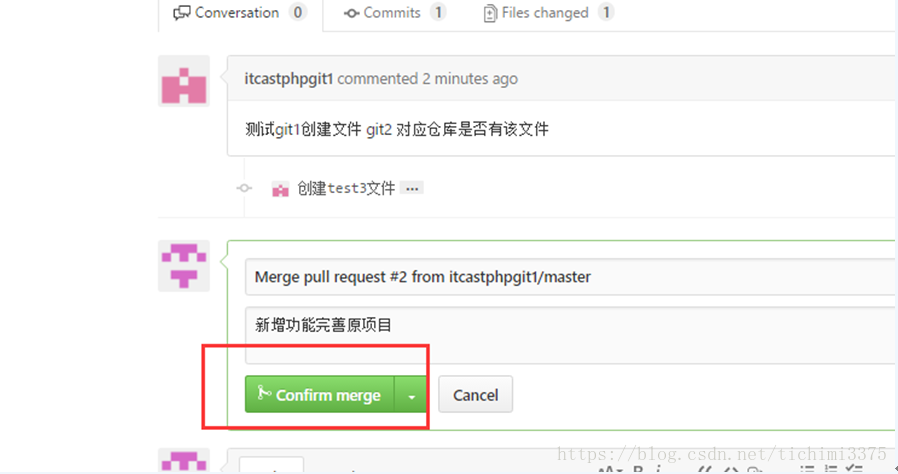 Conversation 0 Commits 1 Files changed 1
itcastphpgit1 commented 2 minutes ago
测试git1创建文件 git2 对应仓库是否有该文件
创建test3文件 ...
Merge pull request #2 from itcastphpgit1/master
新增功能完善原项目
Confirm merge Cancel
https://blog.csdn.net/tichimi3375